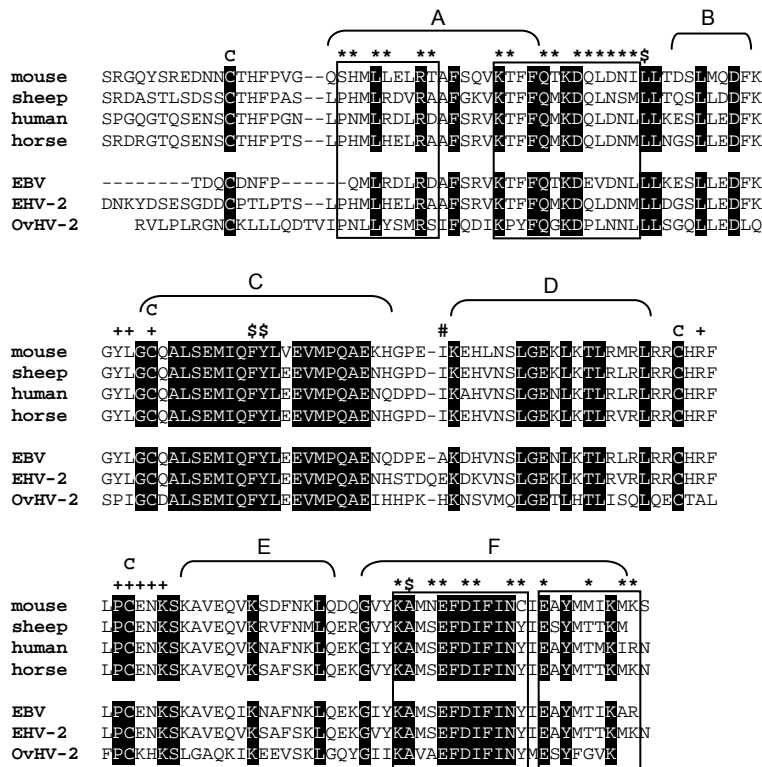 A B
C ** ** ** ** ** ****** $
mouse SRGQYSREDNNCTHFPVG--QSHMLLELRTAFSQVKTFFQTKDQLDNILLTDSLMQDFK
sheep SRDASTLSDSSCTHFPAS-LPHMLRDVRAAFGKVKTFFQMKDQLNSMLLTQSLLDDFK
human SPGQGTQSENSCTHFPGN-LPNMLRDLRDAFSRVKTFFQMKDQLDNLLLKESLLEDFK
horse SRDRGTQSENSCTHFPTS-LPHMLHELRAAFSRVKTFFQMKDQLDNMLLNGSLLEDFK
EBV --------TDQCDNFP------QMLRDLRDAFSRVKTFFQTKDEVDNLLLKESLLEDFK
EHV-2 DNKYDSESGDDCPTLPTS-LPHMLHELRAAFSRVKTFFQMKDQLDNMLLDGSLLEDFK
OvHV-2 RVLPLRGNCKLLLQDTVIPNLLYSMRSIFQDIKPYFQGKDPLNNLLLSGQLLEDLQ
C D
C
++ + $$ # C +
mouse GYLGCQALSEMIQFYLVEVMPQAEKHGPE-IKEHLNSLGEKLKTLRMRLRRCHRF
sheep GYLGCQALSEMIQFYLEEVMPQAENHGPD-IKEHVNSLGEKLKTLRLRLRRCHRF
human GYLGCQALSEMIQFYLEEVMPQAENQDPD-IKAHVNSLGENLKTLRLRLRRCHRF
horse GYLGCQALSEMIQFYLEEVMPQAENHGPD-IKEHVNSLGEKLKTLRVRLRRCHRF
EBV GYLGCQALSEMIQFYLEEVMPQAENQDPE-AKDHVNSLGENLKTLRLRLRRCHRF
EHV-2 GYLGCQALSEMIQFYLEEVMPQAENHSTDQEKDKVNSLGEKLKTLRVRLRRCHRF
OvHV-2 SPIGCDALSEMIQFYLEEVMPQAEIHHPK-HKNSVMQLGETLHTLISQLQECTAL
E F
C
+++++ *$ ** ** ** * * **
mouse LPCENKSKAVEQVKSDFNKLQDQGVYKAMNEFDIFINCIEAYMMIKMKS
sheep LPCENKSKAVEQVKRVFNMLQERGVYKAMSEFDIFINYIESYMTTKM
human LPCENKSKAVEQVKNAFNKLQEKGIYKAMSEFDIFINYIEAYMTMKIRN
horse LPCENKSKAVEQVKSAFSKLQEKGVYKAMSEFDIFINYIEAYMTTKMKN
EBV LPCENKSKAVEQIKNAFNKLQEKGIYKAMSEFDIFINYIEAYMTIKAR
EHV-2 LPCENKSKAVEQVKSAFSKLQEKGVYKAMSEFDIFINYIEAYMTTKMKN
OvHV-2 FPCKHKSLGAQKIKEEVSKLGQYGIIKAVAEFDIFINYMESYFGVK